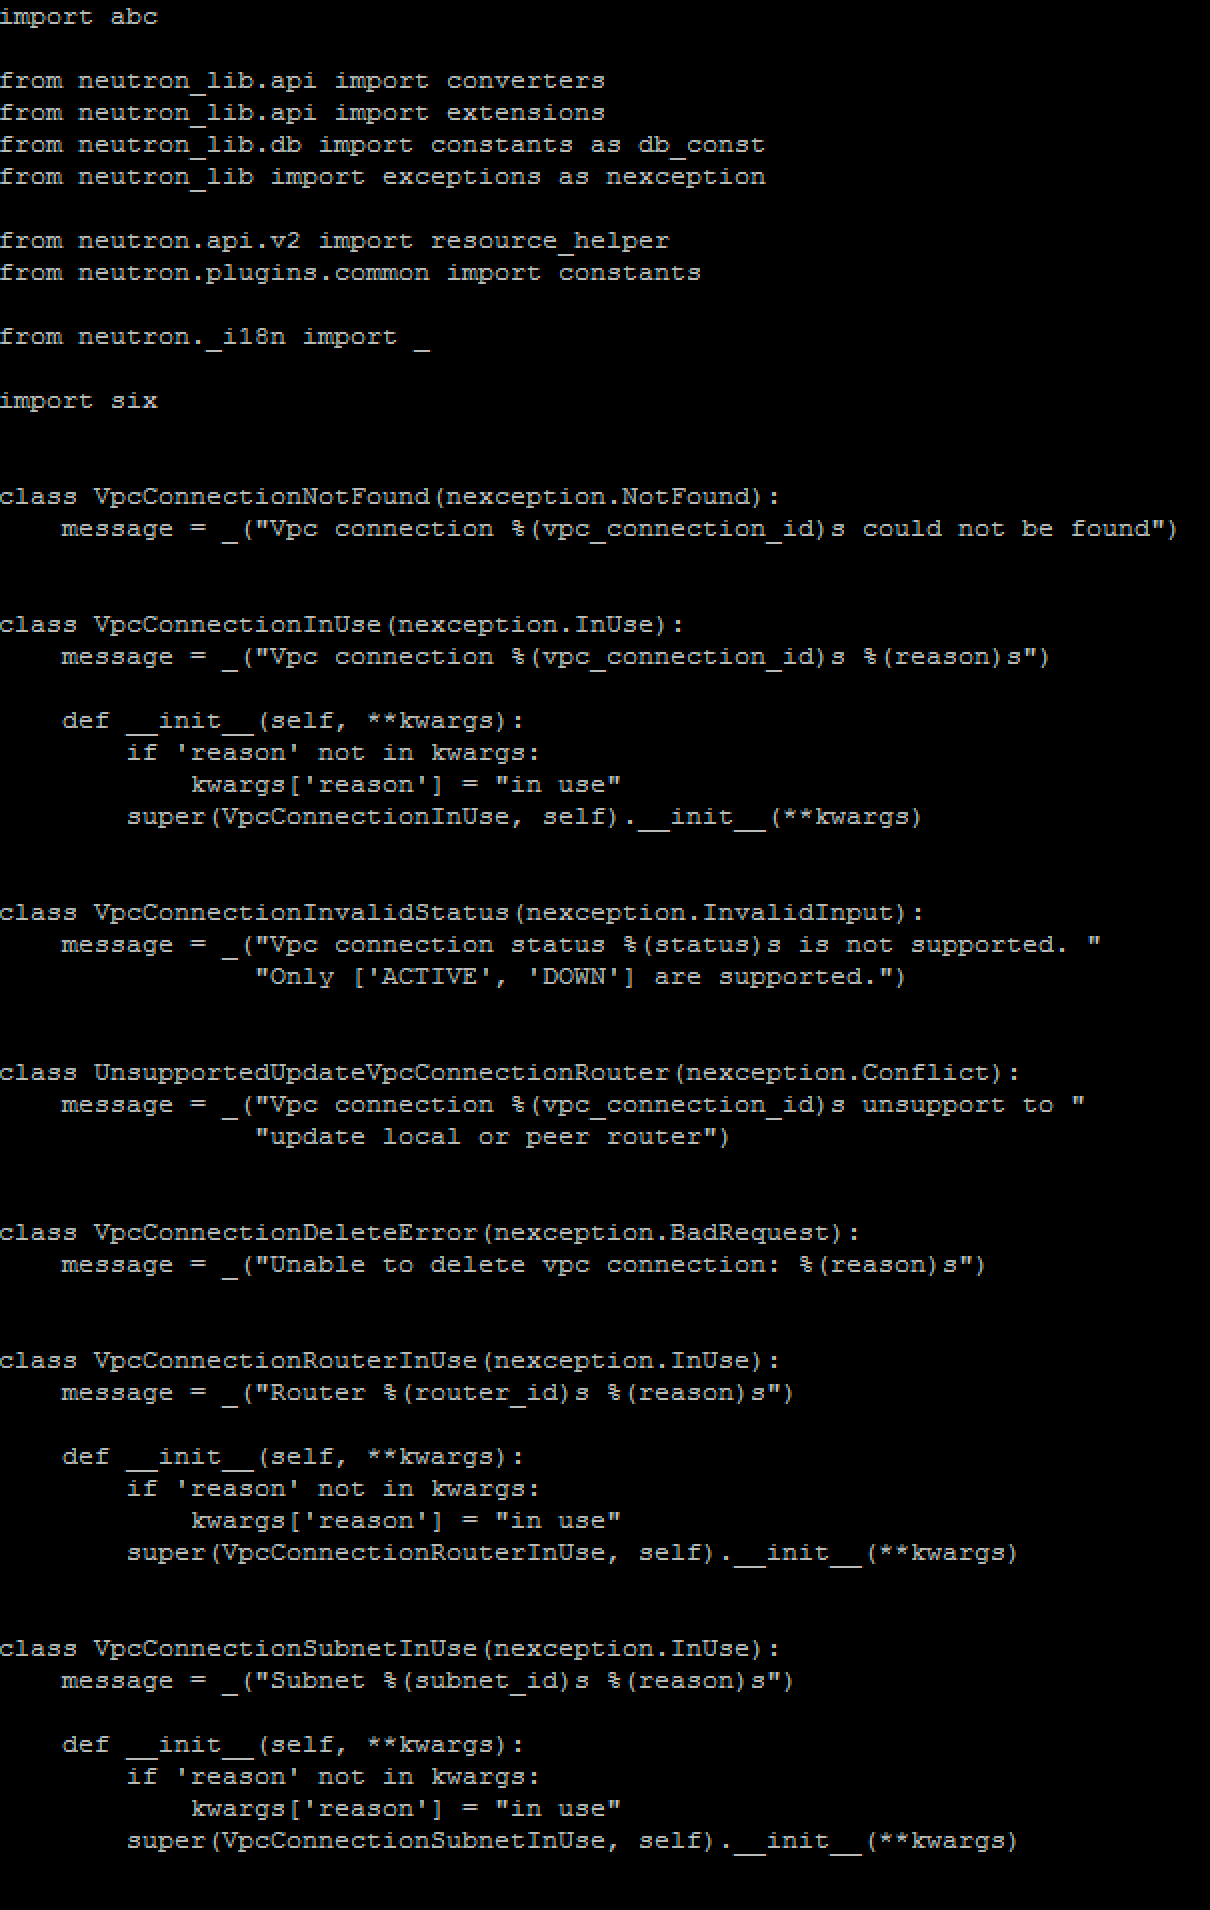 import abc

from neutron_lib.api import converters
from neutron_lib.api import extensions
from neutron_lib.db import constants as db_const
from neutron_lib import exceptions as nexception

from neutron.api.v2 import resource_helper
from neutron.plugins.common import constants

from neutron._i18n import _

import six


class VpcConnectionNotFound(nexception.NotFound):
    message = _("Vpc connection %(vpc_connection_id)s could not be found")


class VpcConnectionInUse(nexception.InUse):
    message = _("Vpc connection %(vpc_connection_id)s %(reason)s")

    def __init__(self, **kwargs):
        if 'reason' not in kwargs:
            kwargs['reason'] = "in use"
        super(VpcConnectionInUse, self).__init__(**kwargs)


class VpcConnectionInvalidStatus(nexception.InvalidInput):
    message = _("Vpc connection status %(status)s is not supported. "
                "Only ['ACTIVE', 'DOWN'] are supported.")


class UnsupportedUpdateVpcConnectionRouter(nexception.Conflict):
    message = _("Vpc connection %(vpc_connection_id)s unsupport to "
                "update local or peer router")


class VpcConnectionDeleteError(nexception.BadRequest):
    message = _("Unable to delete vpc connection: %(reason)s")


class VpcConnectionRouterInUse(nexception.InUse):
    message = _("Router %(router_id)s %(reason)s")

    def __init__(self, **kwargs):
        if 'reason' not in kwargs:
            kwargs['reason'] = "in use"
        super(VpcConnectionRouterInUse, self).__init__(**kwargs)


class VpcConnectionSubnetInUse(nexception.InUse):
    message = _("Subnet %(subnet_id)s %(reason)s")

    def __init__(self, **kwargs):
        if 'reason' not in kwargs:
            kwargs['reason'] = "in use"
        super(VpcConnectionSubnetInUse, self).__init__(**kwargs)